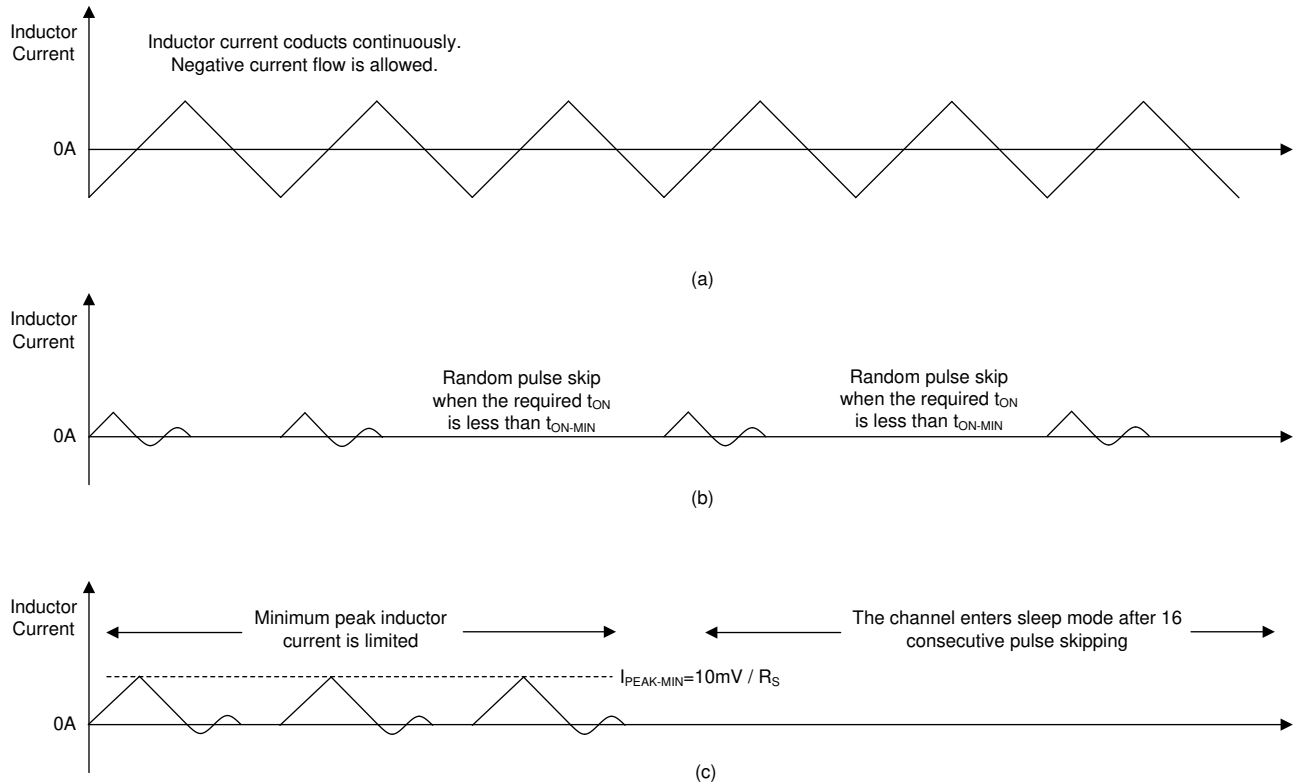 Inductor
Current
Inductor current coducts continuously.
Negative current flow is allowed.
0A
(a)
Inductor
Current
Random pulse skip
when the required tON
is less than tON-MIN
Random pulse skip
when the required tON
is less than tON-MIN
0A
(b)
Inductor
Current
Minimum peak inductor
current is limited
The channel enters sleep mode after 16
consecutive pulse skipping
IPEAK-MIN=10mV / RS
0A
(c)